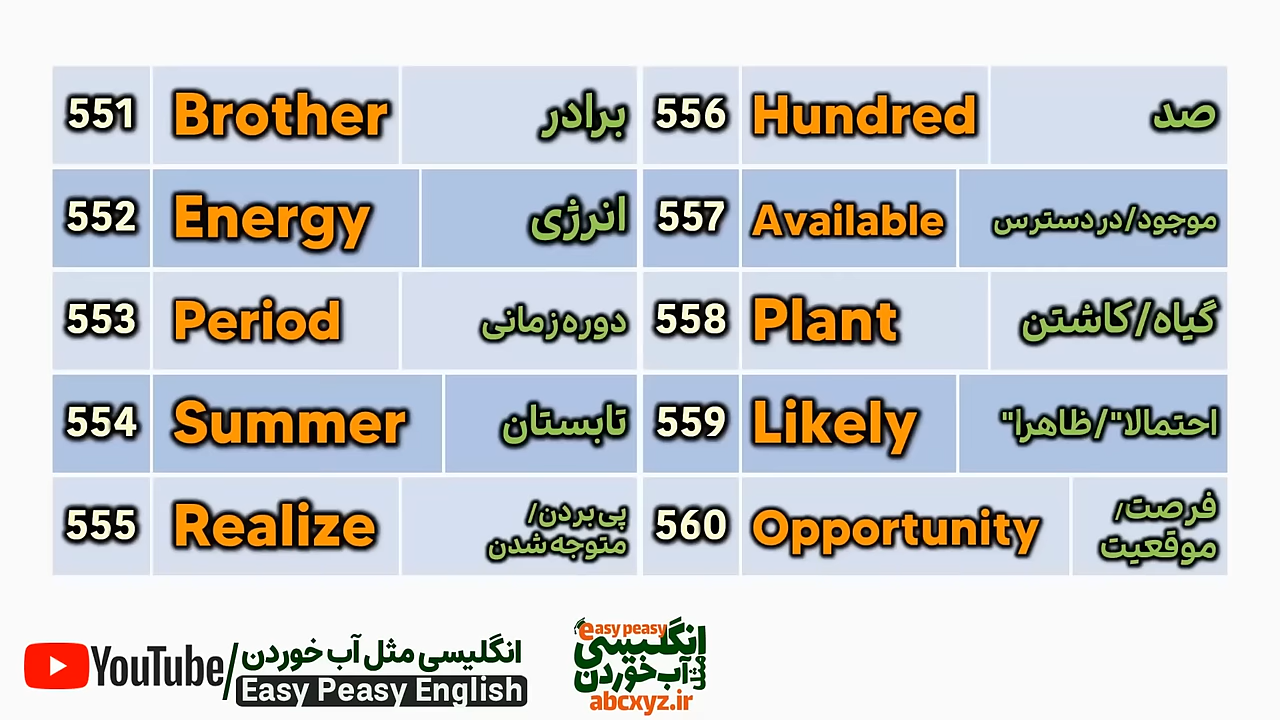 551 Brother برادر
552 Energy انرژی
553 Period دوره زمانی
554 Summer تابستان
555 Realize پی بردن/
متوجه شدن
556 Hundred صد
557 Available موجود/در دسترس
558 Plant گیاه/کاشتن
559 Likely احتمالا"/ظاهرا"
560 Opportunity فرصت/
موقعیت
YouTube/انگلیسی مثل آب خوردن
Easy Peasy English
easy peasy
انگلیسی
مثل آب خوردن
abcxyz.ir